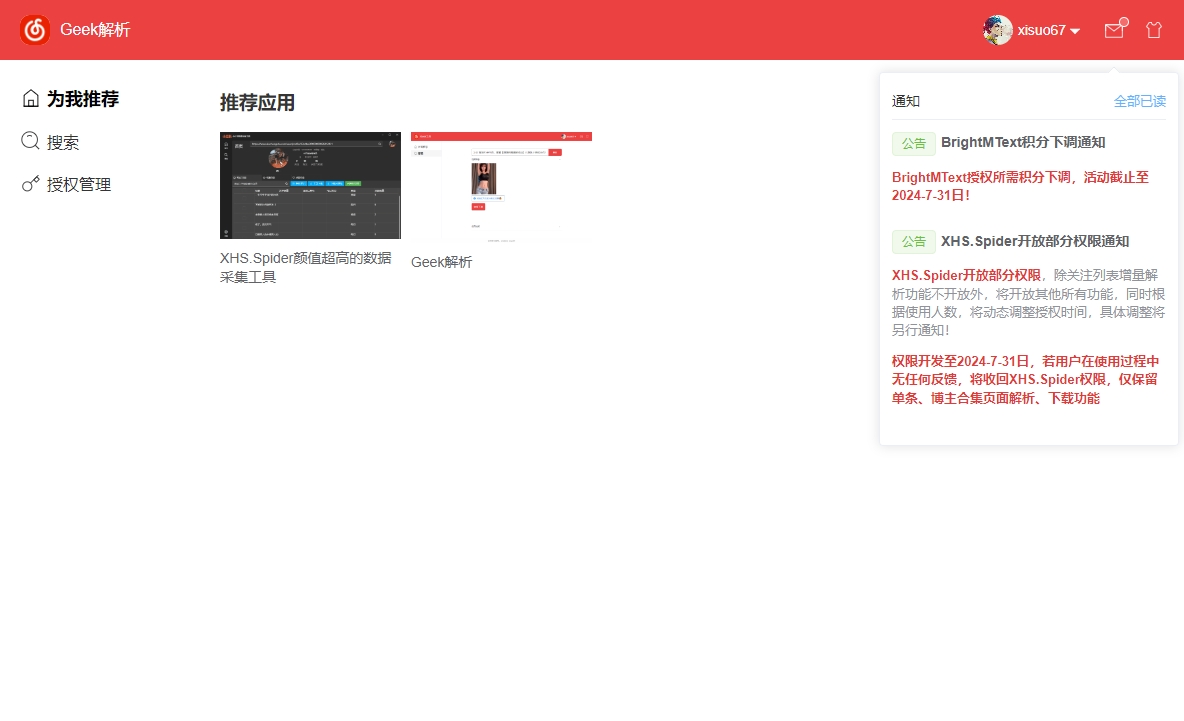 Geek解析
xisuo67
为我推荐
搜索
授权管理
推荐应用
XHS.Spider颜值超高的数据
采集工具
Geek解析
通知
全部已读
公告 BrightMText积分下调通知
BrightMText授权所需积分下调，活动截止至
2024-7-31日！
公告 XHS.Spider开放部分权限通知
XHS.Spider开放部分权限，除关注列表增量解
析功能不开放外，将开放其他所有功能，同时根
据使用人数，将动态调整授权时间，具体调整将
另行通知！
权限开发至2024-7-31日，若用户在使用过程中
无任何反馈，将收回XHS.Spider权限，仅保留
单条、博主合集页面解析、下载功能